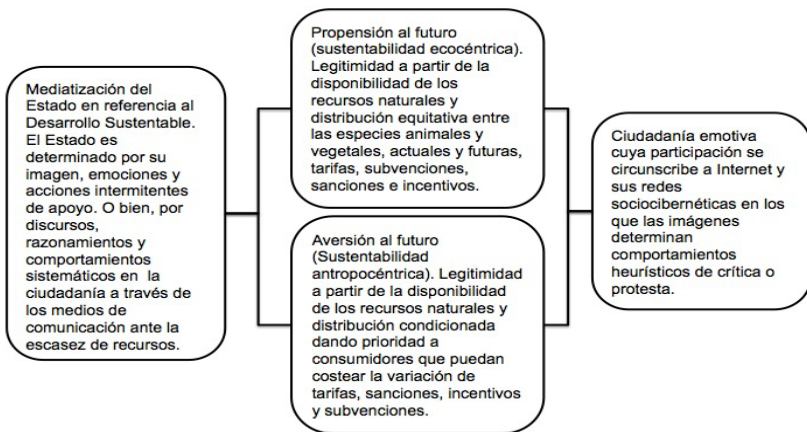 Mediatización del
Estado en referencia al
Desarrollo Sustentable.
El Estado es
determinado por su
imagen, emociones y
acciones intermitentes
de apoyo. O bien, por
discursos,
razonamientos y
comportamientos
sistemáticos en  la
ciudadanía a través de
los medios de
comunicación ante la
escasez de recursos.
Propensión al futuro
(sustentabilidad ecocéntrica).
Legitimidad a partir de la
disponibilidad de los
recursos naturales y
distribución equitativa entre
las especies animales y
vegetales, actuales y futuras,
tarifas, subvenciones,
sanciones e incentivos.
Aversión al futuro
(Sustentabilidad
antropocéntrica). Legitimidad
a partir de la disponibilidad
de los recursos naturales y
distribución condicionada
dando prioridad a
consumidores que puedan
costear la variación de
tarifas, sanciones, incentivos
y subvenciones.
Ciudadanía emotiva
cuya participación se
circunscribe a Internet y
sus redes
sociocibernéticas en los
que las imágenes
determinan
comportamientos
heurísticos de crítica o
protesta.